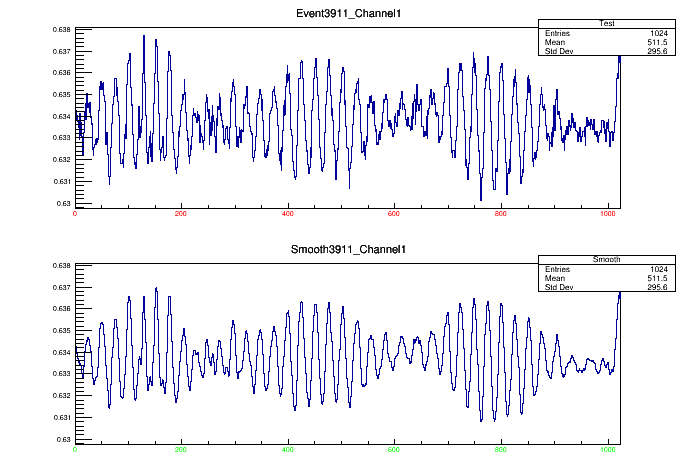 Event3911_Channel1
Test
Entries 1024
Mean 511.5
Std Dev 295.6
0.638
0.637
0.636
0.635
0.634
0.633
0.632
0.631
0.63
0 200 400 600 800 1000
Smooth3911_Channel1
Smooth
Entries 1024
Mean 511.5
Std Dev 295.6
0.638
0.637
0.636
0.635
0.634
0.633
0.632
0.631
0.63
0 200 400 600 800 1000